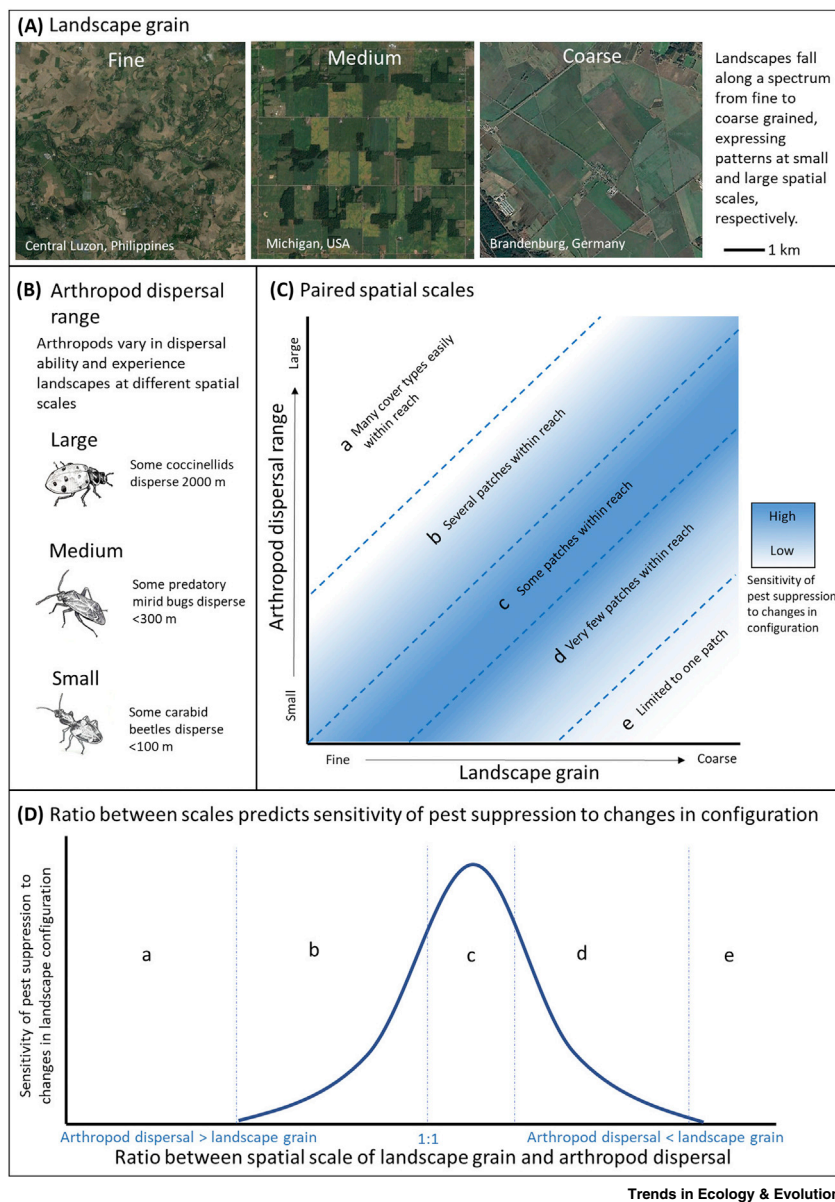 (A) Landscape grain
Fine
Medium
Coarse
Central Luzon, Philippines
Michigan, USA
Brandenburg, Germany
Landscapes fall
along a spectrum
from fine to
coarse grained,
expressing
patterns at small
and large spatial
scales,
respectively.
1 km
(B) Arthropod dispersal
range
Arthropods vary in dispersal
ability and experience
landscapes at different spatial
scales
Large
Some coccinellids
disperse 2000 m
Medium
Some predatory
mirid bugs disperse
<300 m
Small
Some carabid
beetles disperse
<100 m
(C) Paired spatial scales
Arthropod dispersal range
Large
Small
a Many cover types easily
within reach
b Several patches within reach
c Some patches within reach
d Very few patches within reach
e Limited to one patch
Fine
Coarse
Landscape grain
High
Low
Sensitivity of
pest suppression
to changes in
configuration
(D) Ratio between scales predicts sensitivity of pest suppression to changes in configuration
Sensitivity of pest suppression to
changes in landscape configuration
a
b
c
d
e
Arthropod dispersal > landscape grain
1:1
Arthropod dispersal < landscape grain
Ratio between spatial scale of landscape grain and arthropod dispersal
Trends in Ecology & Evolution